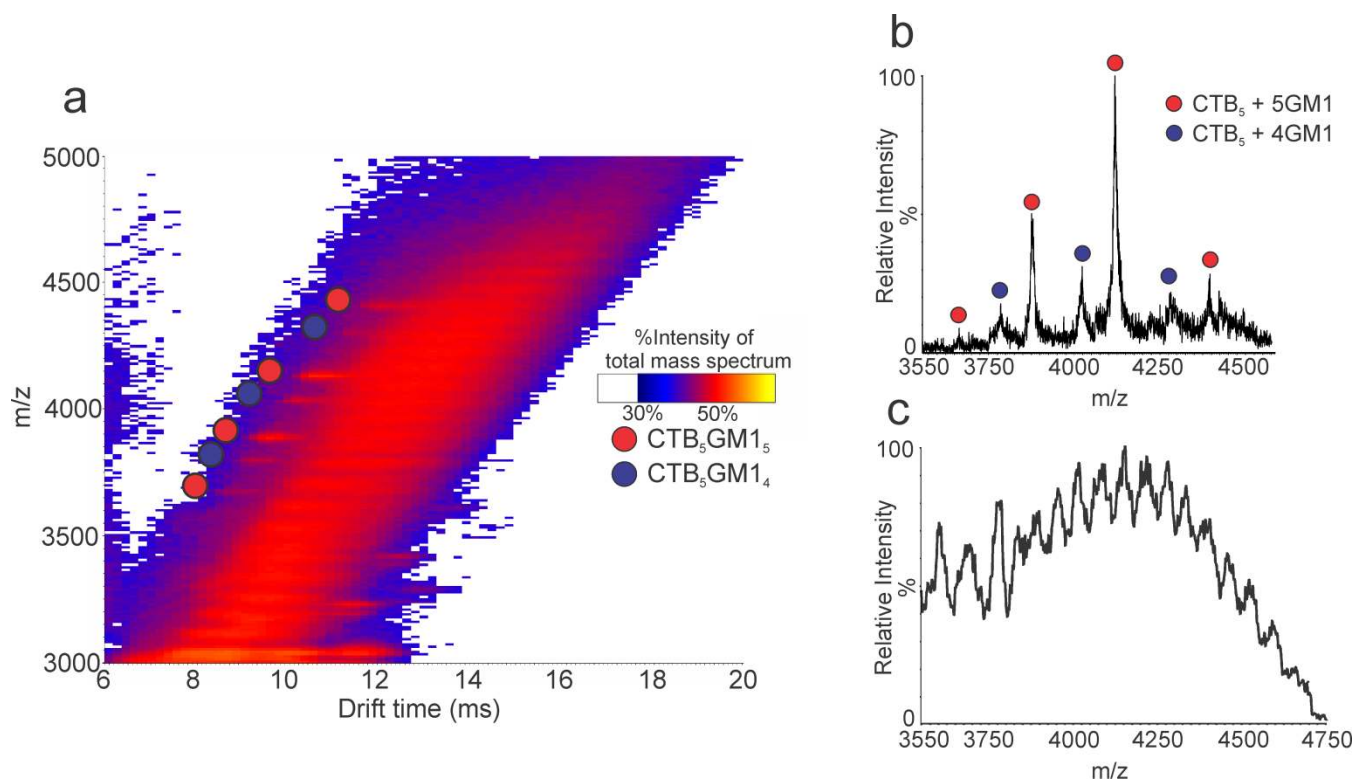 a
5000
4500
4000
3500
3000
m/z
6 8 10 12 14 16 18 20
Drift time (ms)
%Intensity of
total mass spectrum
30% 50%
CTB₅GM1₅
CTB₅GM1₄
b
100
%
0
Relative Intensity
CTB₅ + 5GM1
CTB₅ + 4GM1
3550 3750 4000 4250 4500
m/z
c
100
%
0
Relative Intensity
3550 3750 4000 4250 4500 4750
m/z